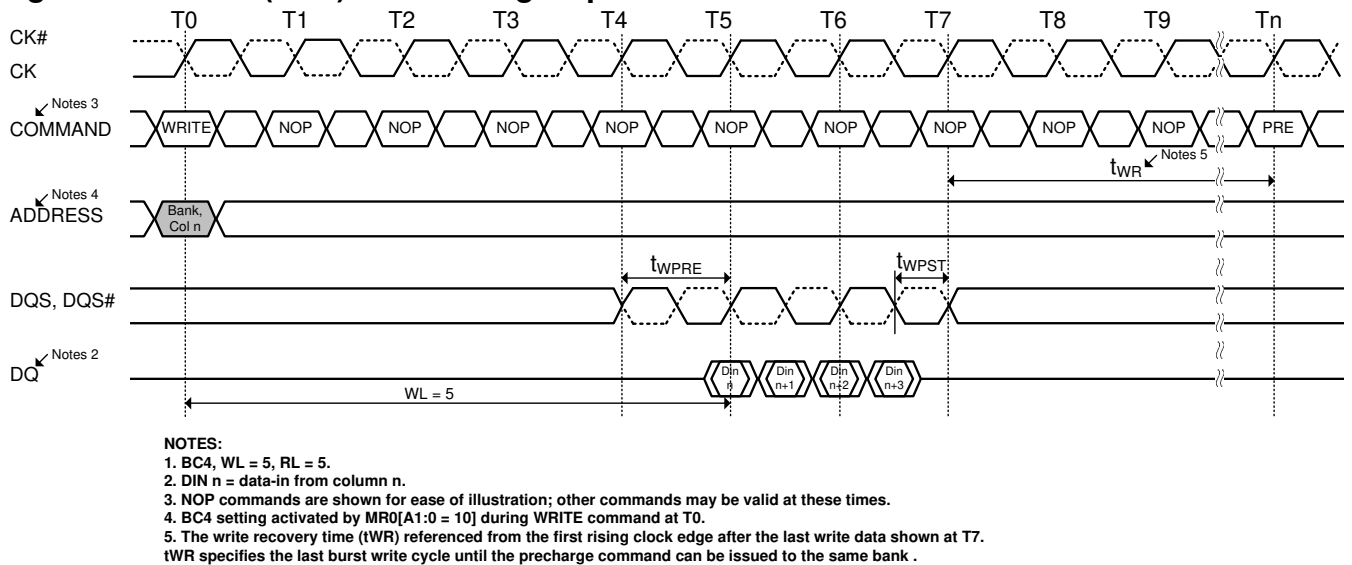 T0 T1 T2 T3 T4 T5 T6 T7 T8 T9 Tn
CK#
CK
Notes 3
COMMAND
WRITE NOP NOP NOP NOP NOP NOP NOP NOP NOP PRE
tWR Notes 5
Notes 4
ADDRESS
Bank,
Col n
tWPRE tWPST
DQS, DQS#
Notes 2
DQ
Din n Din n+1 Din n+2 Din n+3
WL = 5
NOTES:
1. BC4, WL = 5, RL = 5.
2. DIN n = data-in from column n.
3. NOP commands are shown for ease of illustration; other commands may be valid at these times.
4. BC4 setting activated by MR0[A1:0 = 10] during WRITE command at T0.
5. The write recovery time (tWR) referenced from the first rising clock edge after the last write data shown at T7.
tWR specifies the last burst write cycle until the precharge command can be issued to the same bank .